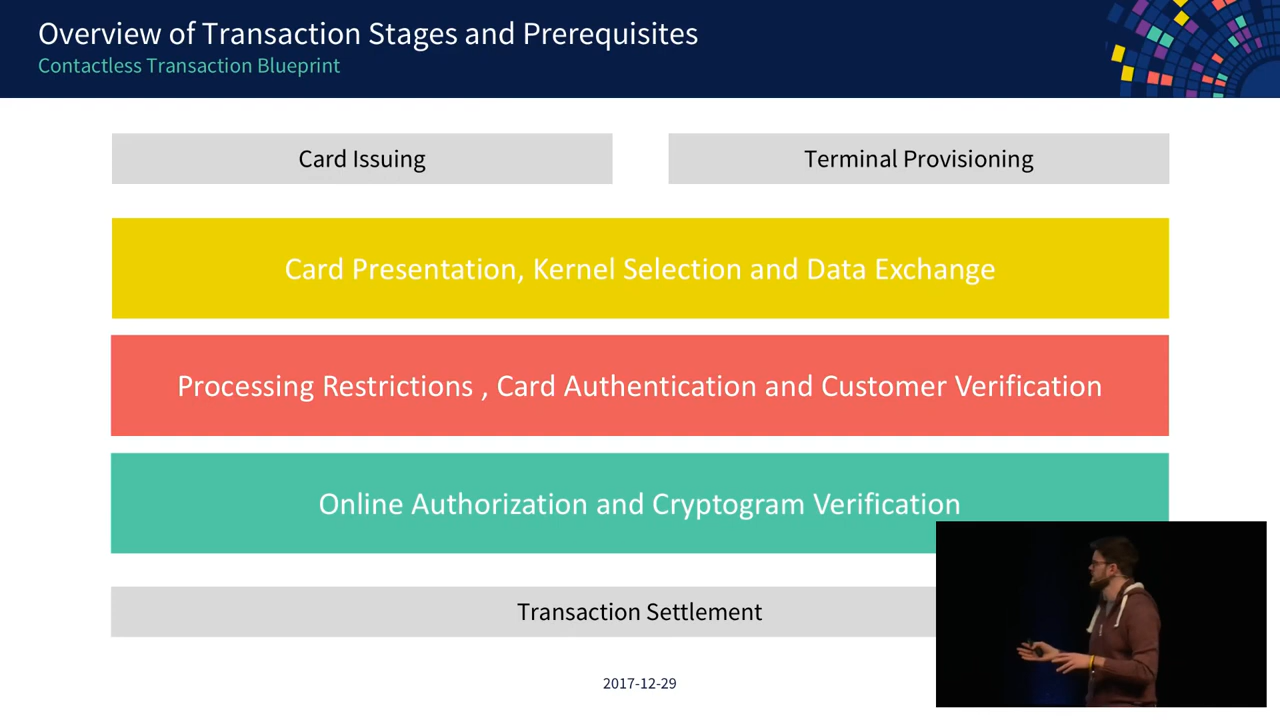 Overview of Transaction Stages and Prerequisites
Contactless Transaction Blueprint
Card Issuing
Terminal Provisioning
Card Presentation, Kernel Selection and Data Exchange
Processing Restrictions , Card Authentication and Customer Verification
Online Authorization and Cryptogram Verification
Transaction Settlement
2017-12-29